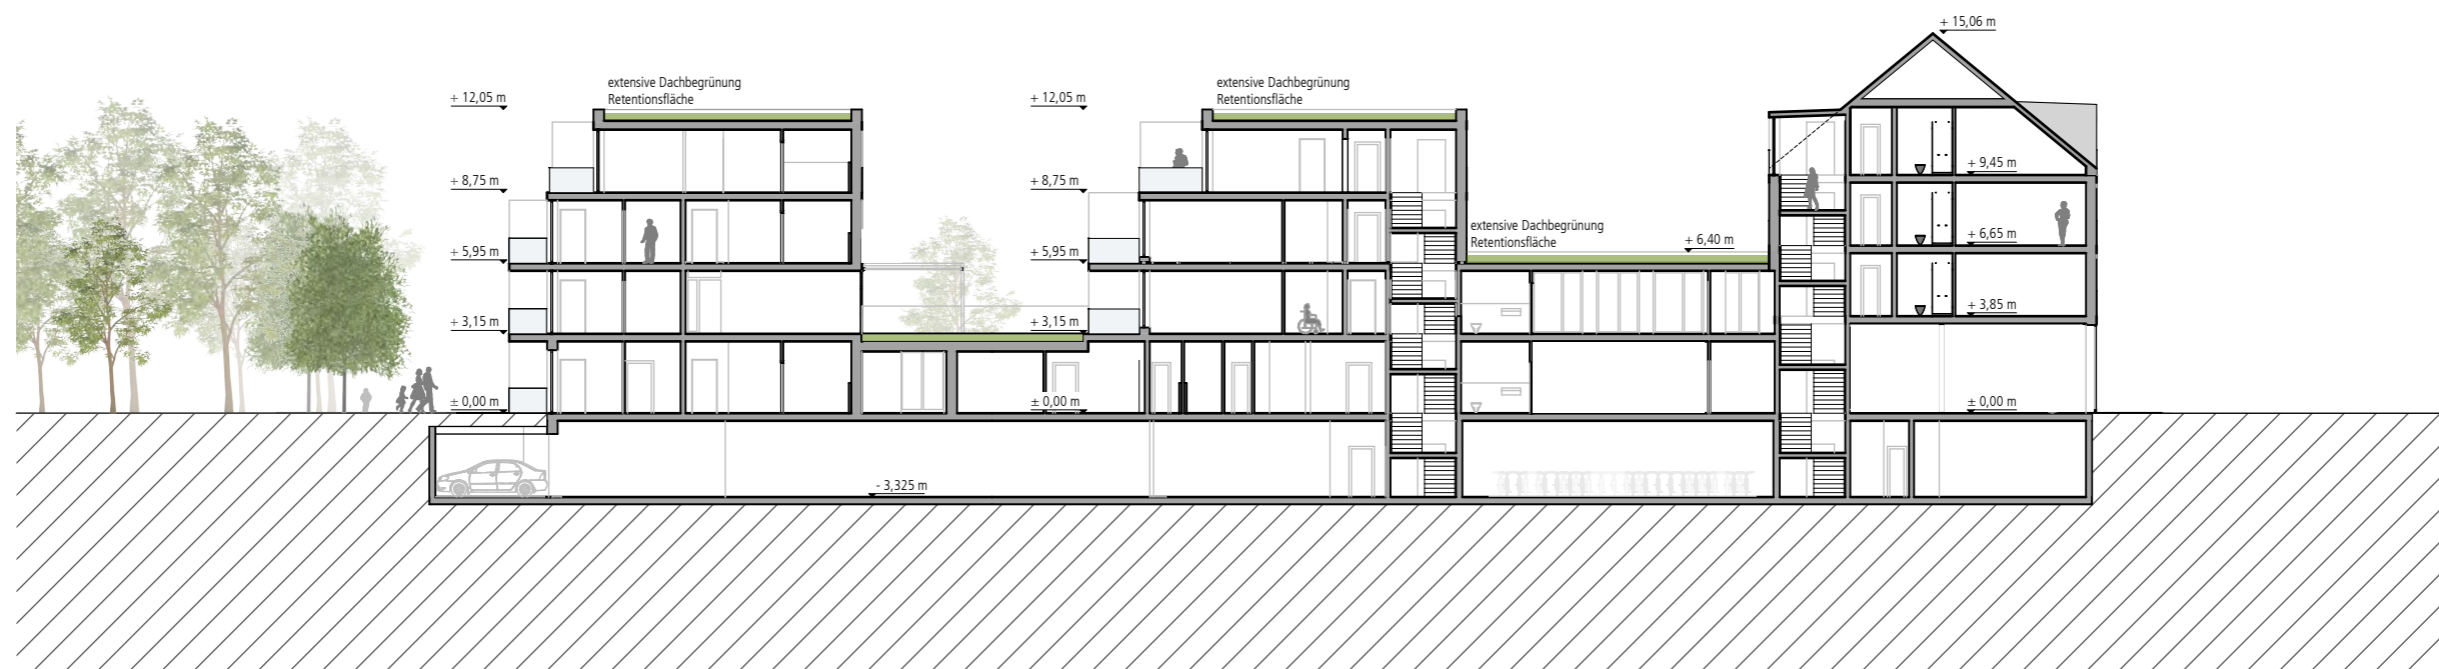 + 15,06 m
extensive Dachbegrünung
Retentionsfläche
+ 12,05 m
extensive Dachbegrünung
Retentionsfläche
+ 12,05 m
+ 9,45 m
+ 8,75 m
+ 8,75 m
extensive Dachbegrünung
Retentionsfläche
+ 6,40 m
+ 6,65 m
+ 5,95 m
+ 5,95 m
+ 3,85 m
+ 3,15 m
+ 3,15 m
± 0,00 m
± 0,00 m
± 0,00 m
- 3,325 m